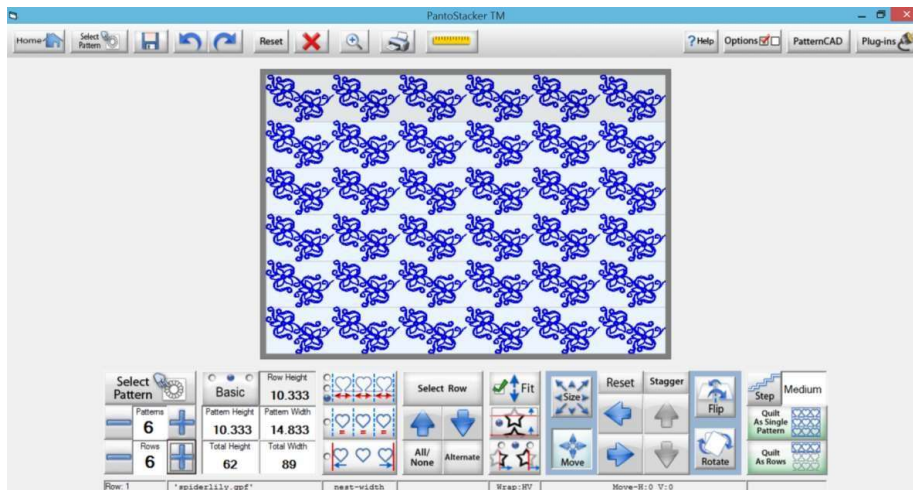 PantoStacker TM
Home
Select Pattern
Reset
? Help
Options
PatternCAD
Plug-ins
Select Pattern
Basic
Row Height
10.333
Select Row
Fit
Size
Reset
Stagger
Flip
Step
Medium
Patterns
6
Pattern Height
10.333
Pattern Width
14.833
Quilt As Single Pattern
Rows
6
Total Height
62
Total Width
89
All/ None
Alternate
Move
Rotate
Quilt As Rows
Row: 1
'spiderlily.gpf'
nest-width
Wrap:HV
Move-H:0 V:0